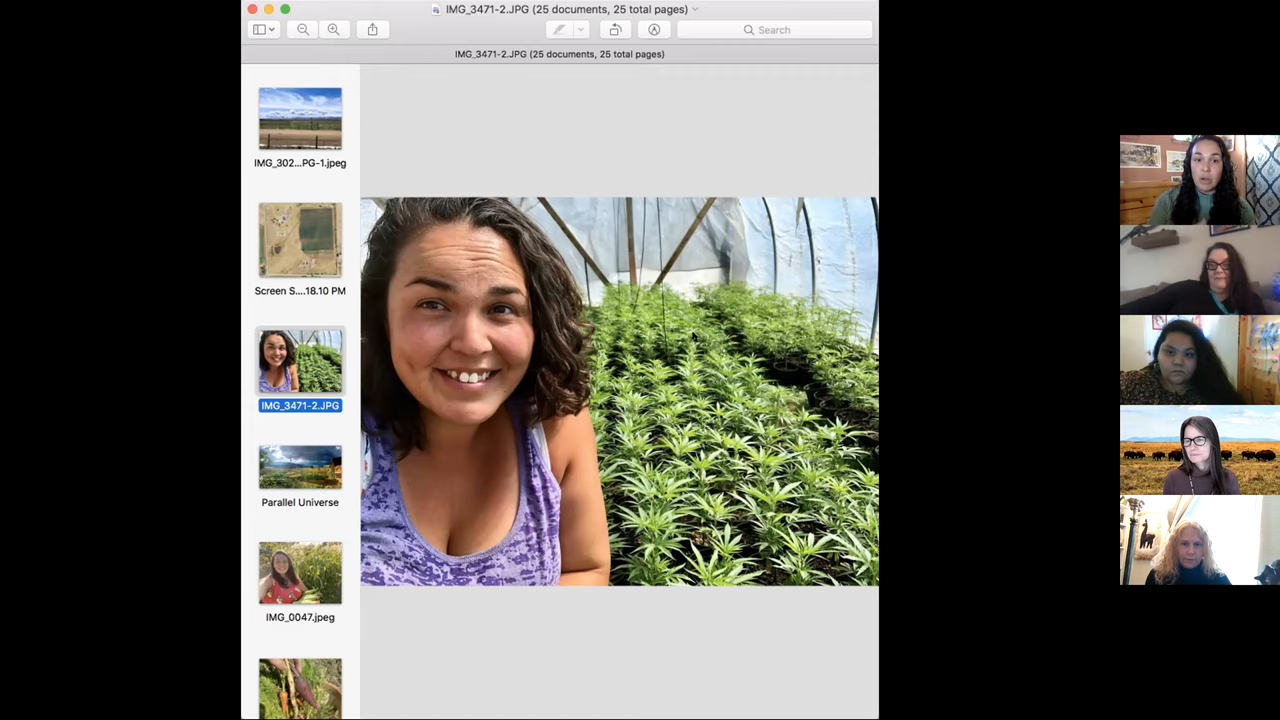 IMG_3471-2.JPG (25 documents, 25 total pages)
Search
IMG_3471-2.JPG (25 documents, 25 total pages)
IMG_302...PG-1.jpeg
Screen S....18.10 PM
IMG_3471-2.JPG
Parallel Universe
IMG_0047.jpeg